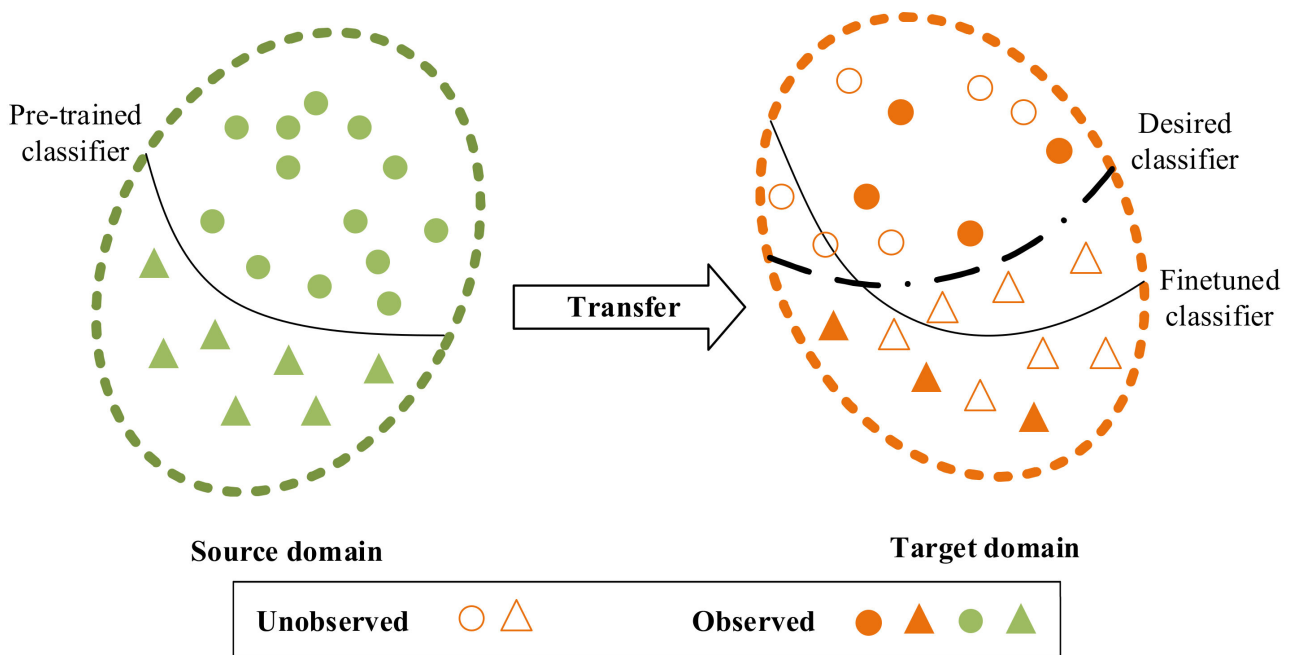 Pre-trained
classifier
Desired
classifier
Transfer
Finetuned
classifier
Source domain
Target domain
Unobserved
Observed